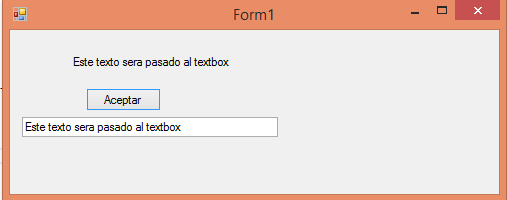 Form1
Este texto sera pasado al textbox
Aceptar
Este texto sera pasado al textbox